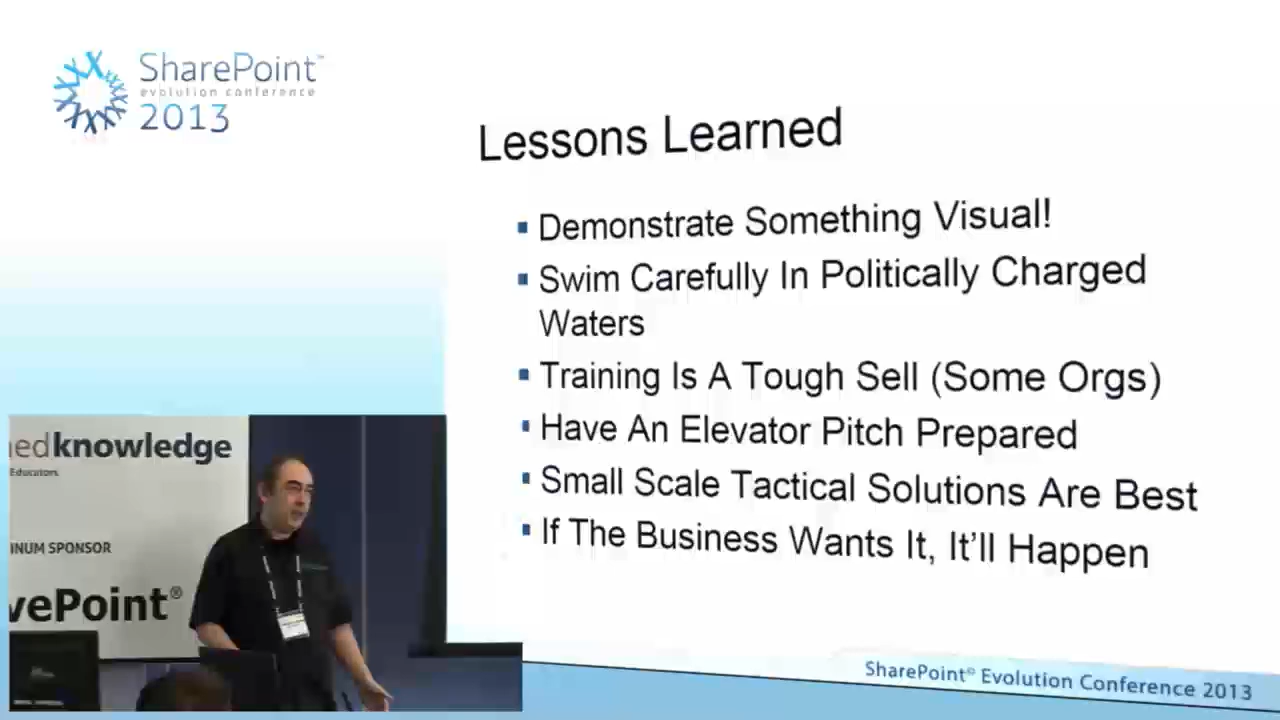 SharePoint™
evolution conference
2013
Lessons Learned
Demonstrate Something Visual!
Swim Carefully In Politically Charged
Waters
Training Is A Tough Sell (Some Orgs)
Have An Elevator Pitch Prepared
Small Scale Tactical Solutions Are Best
If The Business Wants It, It'll Happen
ned knowledge
Educators
INUM SPONSOR
vePoint®
SharePoint® Evolution Conference 2013